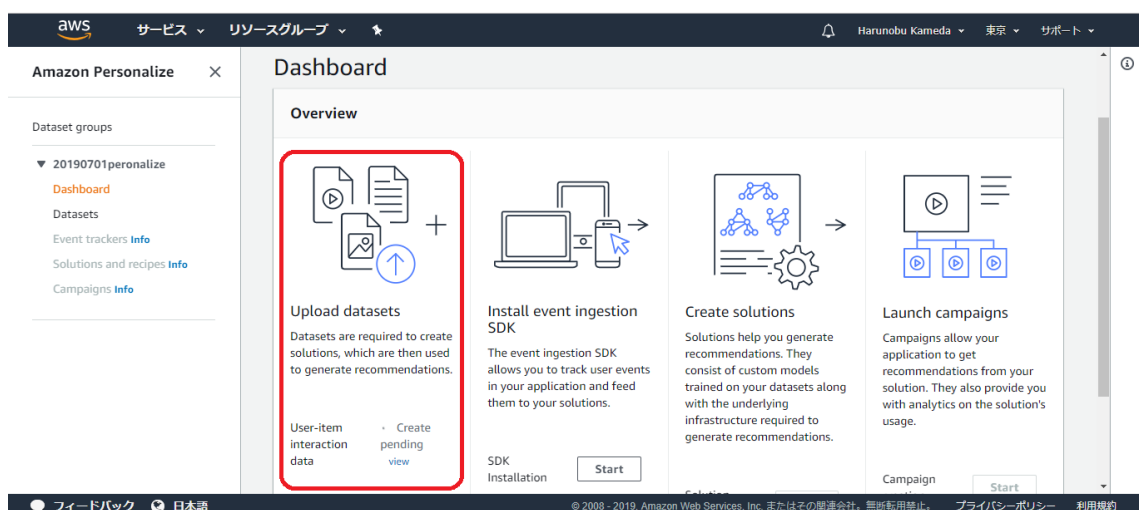 aws サービス リソースグループ Harunobu Kameda 東京 サポート
Amazon Personalize
Dataset groups
20190701peronalize
Dashboard
Datasets
Event trackers Info
Solutions and recipes Info
Campaigns Info
Dashboard
Overview
Upload datasets
Datasets are required to create
solutions, which are then used
to generate recommendations.
User-item
interaction
data
Create
pending
view
Install event ingestion
SDK
The event ingestion SDK
allows you to track user events
in your application and feed
them to your solutions.
SDK
Installation
Start
Create solutions
Solutions help you generate
recommendations. They
consist of custom models
trained on your datasets along
with the underlying
infrastructure required to
generate recommendations.
Launch campaigns
Campaigns allow your
application to get
recommendations from your
solution. They also provide you
with analytics on the solution's
usage.
Campaign
Start
フィードバック 日本語 © 2008 - 2019, Amazon Web Services, Inc. またはその関連会社。無断転用禁止。 プライバシーポリシー 利用規約